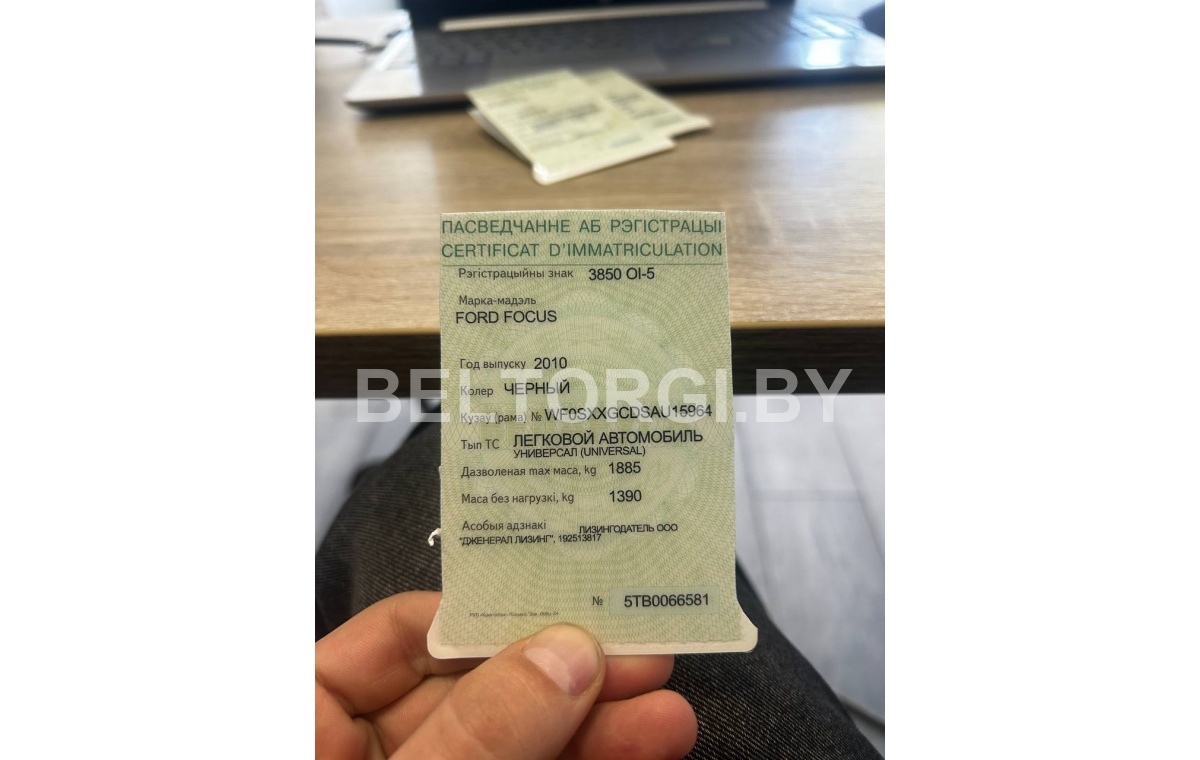 ПАСВЕДЧАННЕ АБ РЭГІСТРАЦЫІ
CERTIFICAT D'IMMATRICULATION
Рэгістрацыйны знак 3850 OI-5
Марка-мадэль
FORD FOCUS
Год выпуску 2010
Колер ЧЕРНЫЙ
BELTORGI.BY
Кузаў (рама) № WF0SXXGCDSAU15964
Тып ТС ЛЕГКОВОЙ АВТОМОБИЛЬ
УНИВЕРСАЛ (UNIVERSAL)
Дазволеная max маса, kg 1885
Маса без нагрузкі, kg 1390
Асобыя адзнакі ЛИЗИНГОДАТЕЛЬ ООО
"ДЖЕНЕРАЛ ЛИЗИНГ", 192513817
№ 5TB0066581